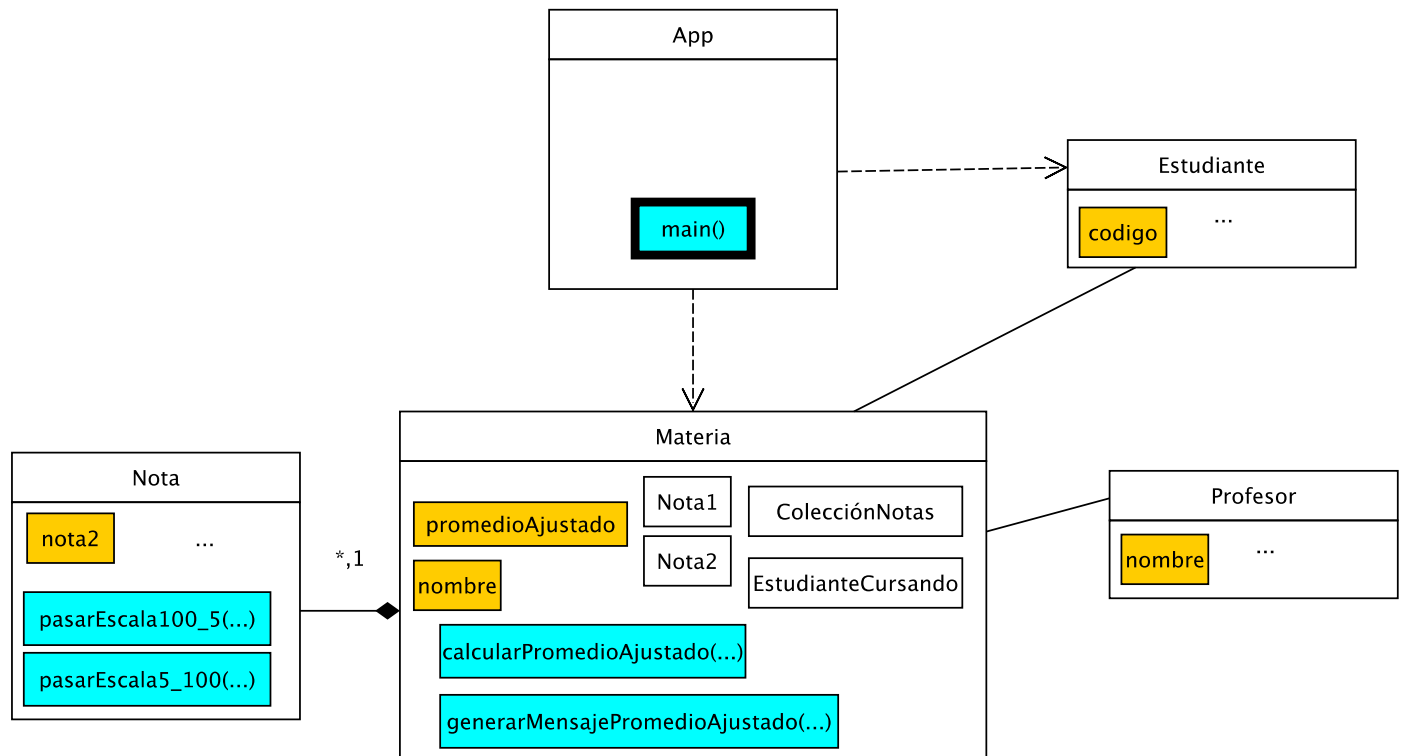 App
main()
Estudiante
codigo
...
Materia
promedioAjustado
nombre
Nota1
Nota2
ColecciónNotas
EstudianteCursando
calcularPromedioAjustado(...)
generarMensajePromedioAjustado(...)
Nota
nota2
...
pasarEscala100_5(...)
pasarEscala5_100(...)
*,1
Profesor
nombre
...